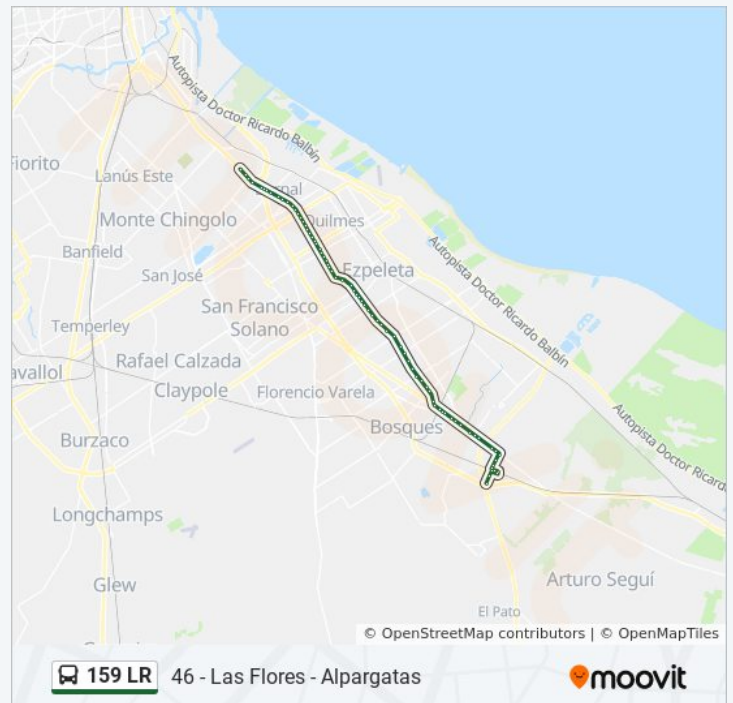 Autopista Doctor Ricardo Balbín
Lanús Este
Monte Chingolo
Quilmes
Banfield
San José
Ezpeleta
Autopista Doctor Ricardo Balbín
San Francisco
Solano
Temperley
Rafael Calzada
Claypole
Florencio Varela
Bosques
Burzaco
Autopista Doctor Ricard
Longchamps
Glew
Arturo Seguí
El Pato
© OpenStreetMap contributors | © OpenMapTiles
159 LR
46 - Las Flores - Alpargatas
moovit